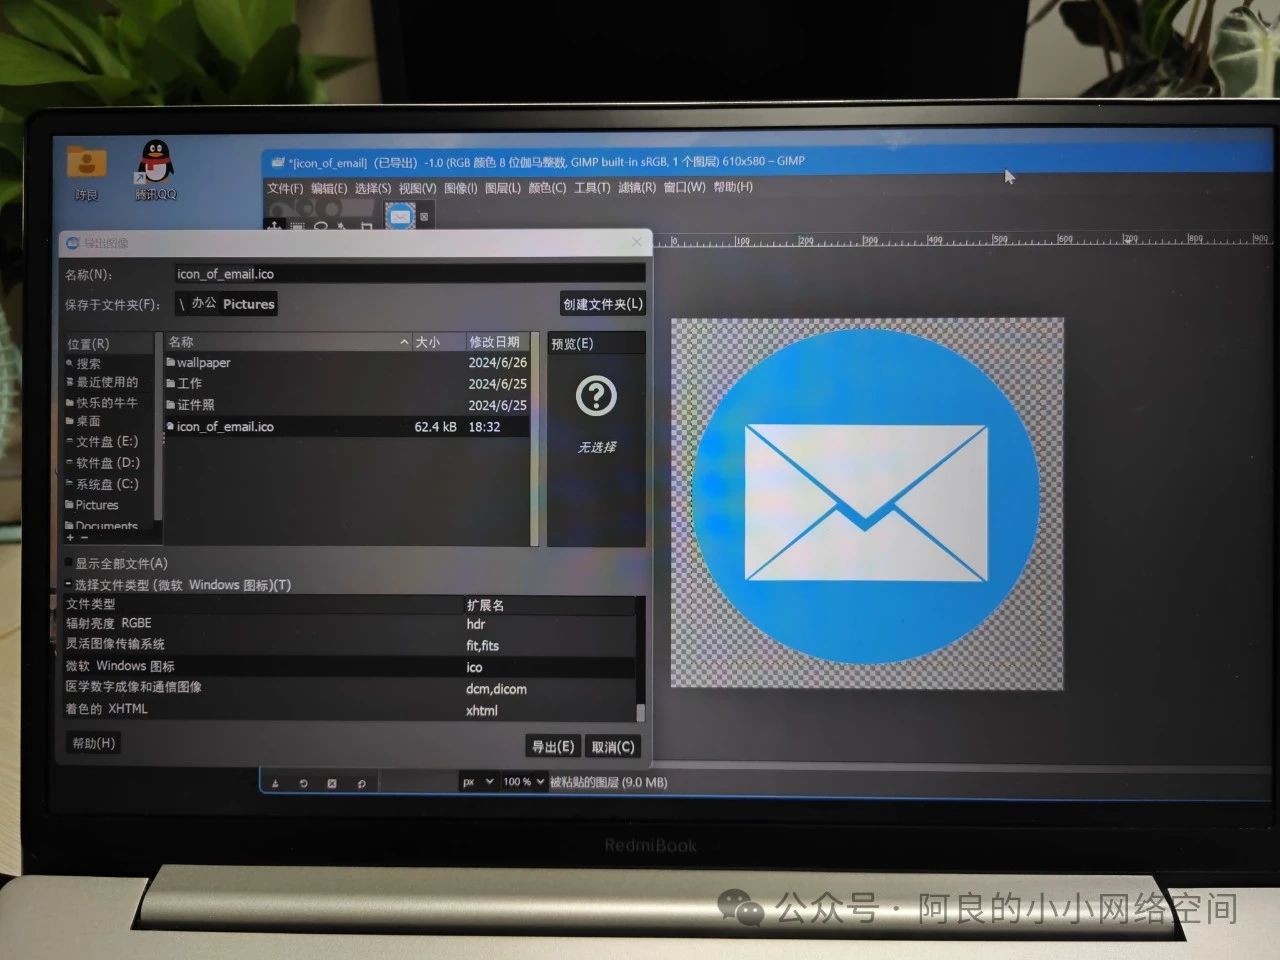 陈良
腾讯QQ
*[icon_of_email] (已导出) -1.0 (RGB 颜色 8 位伽马整数, GIMP built-in sRGB, 1 个图层) 610x580 – GIMP
文件(F) 编辑(E) 选择(S) 视图(V) 图像(I) 图层(L) 颜色(C) 工具(T) 滤镜(R) 窗口(W) 帮助(H)
0 100 200 300 400 500 600 700 800 900
导出图像
名称(N): icon_of_email.ico
保存于文件夹(F): \ 办公 Pictures 创建文件夹(L)
位置(R) 名称 大小 修改日期 预览(E)
搜索 wallpaper 2024/6/26
最近使用的 工作 2024/6/25
快乐的牛牛 证件照 2024/6/25
桌面 icon_of_email.ico 62.4 kB 18:32
无选择
文件盘 (E:)
软件盘 (D:)
系统盘 (C:)
Pictures
Documents
+ −
显示全部文件(A)
选择文件类型 (微软 Windows 图标)(T)
文件类型 扩展名
辐射亮度 RGBE hdr
灵活图像传输系统 fit,fits
微软 Windows 图标 ico
医学数字成像和通信图像 dcm,dicom
着色的 XHTML xhtml
帮助(H) 导出(E) 取消(C)
px 100 % 被粘贴的图层 (9.0 MB)
RedmiBook
公众号 · 阿良的小小网络空间